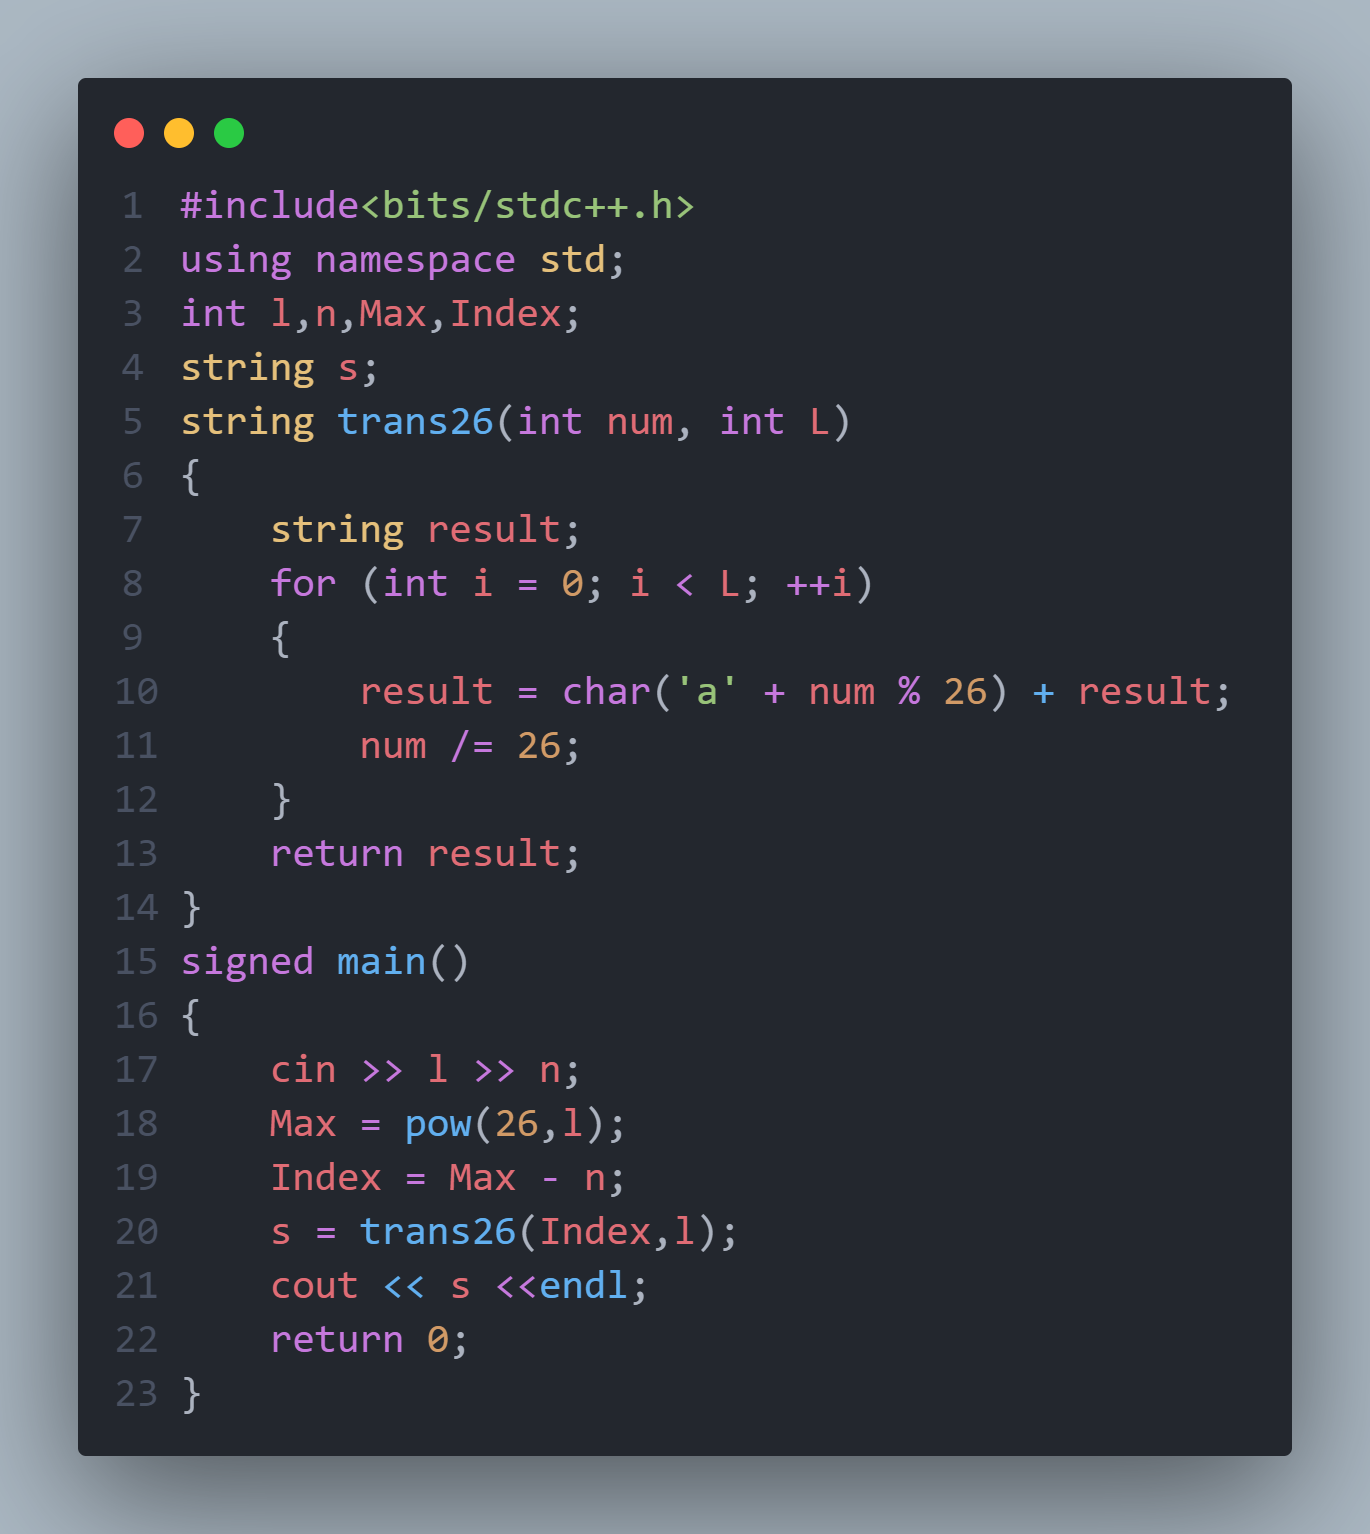 1 #include<bits/stdc++.h>
2 using namespace std;
3 int l,n,Max,Index;
4 string s;
5 string trans26(int num, int L)
6 {
7     string result;
8     for (int i = 0; i < L; ++i)
9     {
10         result = char('a' + num % 26) + result;
11         num /= 26;
12     }
13     return result;
14 }
15 signed main()
16 {
17     cin >> l >> n;
18     Max = pow(26,l);
19     Index = Max - n;
20     s = trans26(Index,l);
21     cout << s <<endl;
22     return 0;
23 }